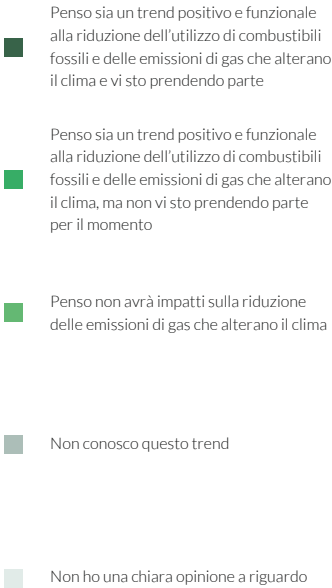 Penso sia un trend positivo e funzionale
alla riduzione dell'utilizzo di combustibili
fossili e delle emissioni di gas che alterano
il clima e vi sto prendendo parte
Penso sia un trend positivo e funzionale
alla riduzione dell'utilizzo di combustibili
fossili e delle emissioni di gas che alterano
il clima, ma non vi sto prendendo parte
per il momento
Penso non avrà impatti sulla riduzione
delle emissioni di gas che alterano il clima
Non conosco questo trend
Non ho una chiara opinione a riguardo